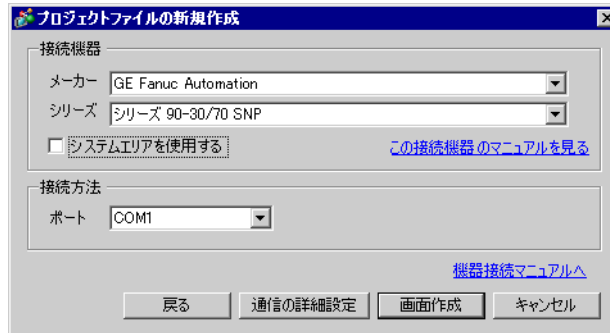 プロジェクトファイルの新規作成
接続機器
メーカー GE Fanuc Automation
シリーズ シリーズ 90-30/70 SNP
システムエリアを使用する この接続機器のマニュアルを見る
接続方法
ポート COM1
機器接続マニュアルへ
戻る 通信の詳細設定 画面作成 キャンセル